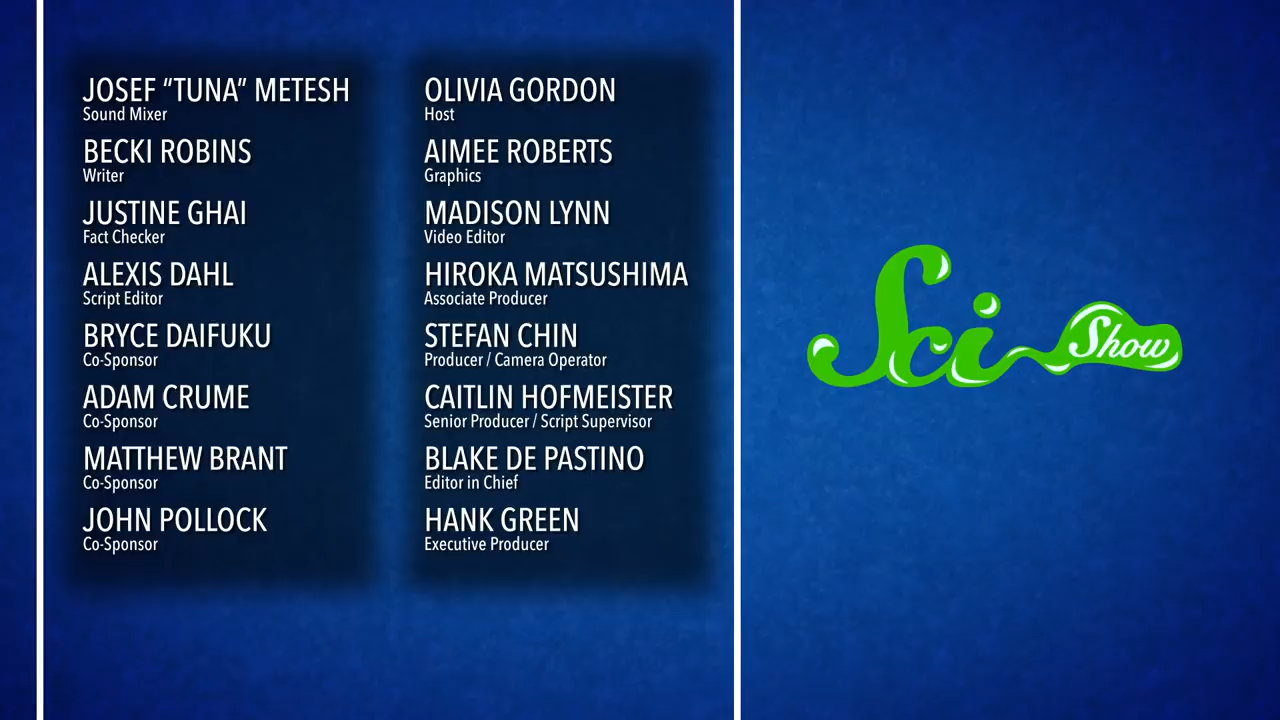 JOSEF “TUNA” METESH
Sound Mixer
BECKI ROBINS
Writer
JUSTINE GHAI
Fact Checker
ALEXIS DAHL
Script Editor
BRYCE DAIFUKU
Co-Sponsor
ADAM CRUME
Co-Sponsor
MATTHEW BRANT
Co-Sponsor
JOHN POLLOCK
Co-Sponsor
OLIVIA GORDON
Host
AIMEE ROBERTS
Graphics
MADISON LYNN
Video Editor
HIROKA MATSUSHIMA
Associate Producer
STEFAN CHIN
Producer / Camera Operator
CAITLIN HOFMEISTER
Senior Producer / Script Supervisor
BLAKE DE PASTINO
Editor in Chief
HANK GREEN
Executive Producer
Sci Show